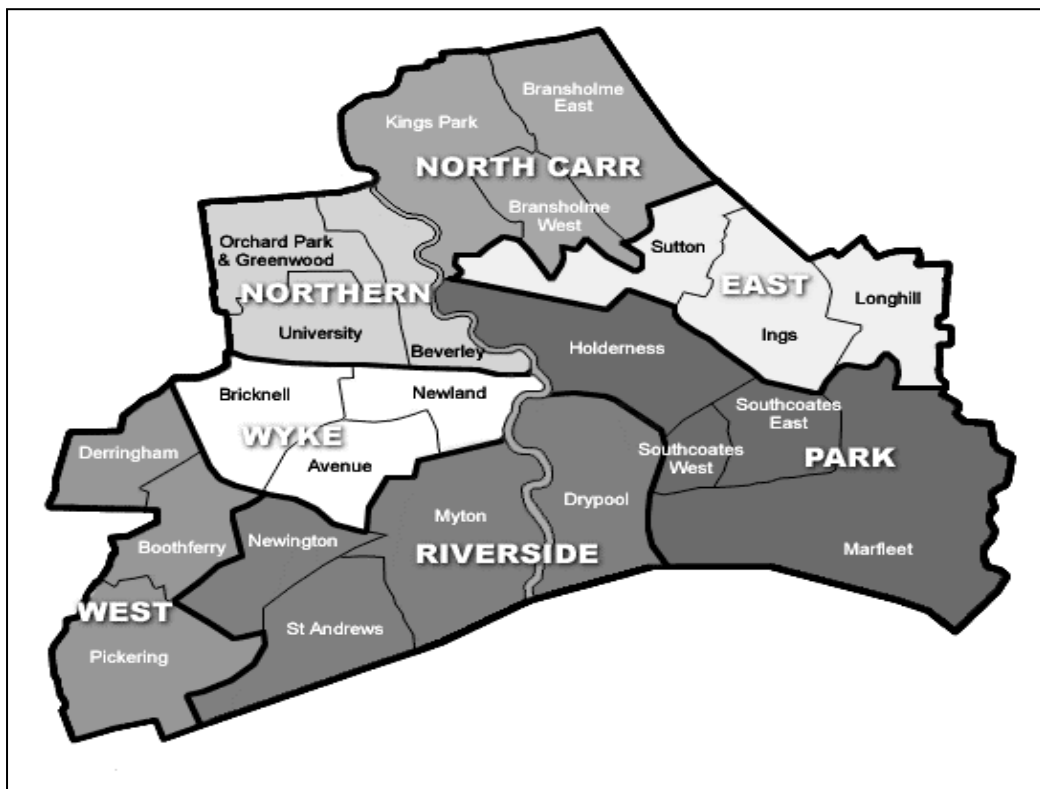 Bransholme
East
Kings Park
NORTH CARR
Bransholme
West
Sutton
Orchard Park
& Greenwood
NORTHERN
EAST
Longhill
University
Ings
Beverley
Holderness
Bricknell
Newland
Southcoates
East
WYKE
Derringham
Avenue
Southcoates
West
PARK
Drypool
Myton
Boothferry
Newington
RIVERSIDE
Marfleet
WEST
St Andrews
Pickering